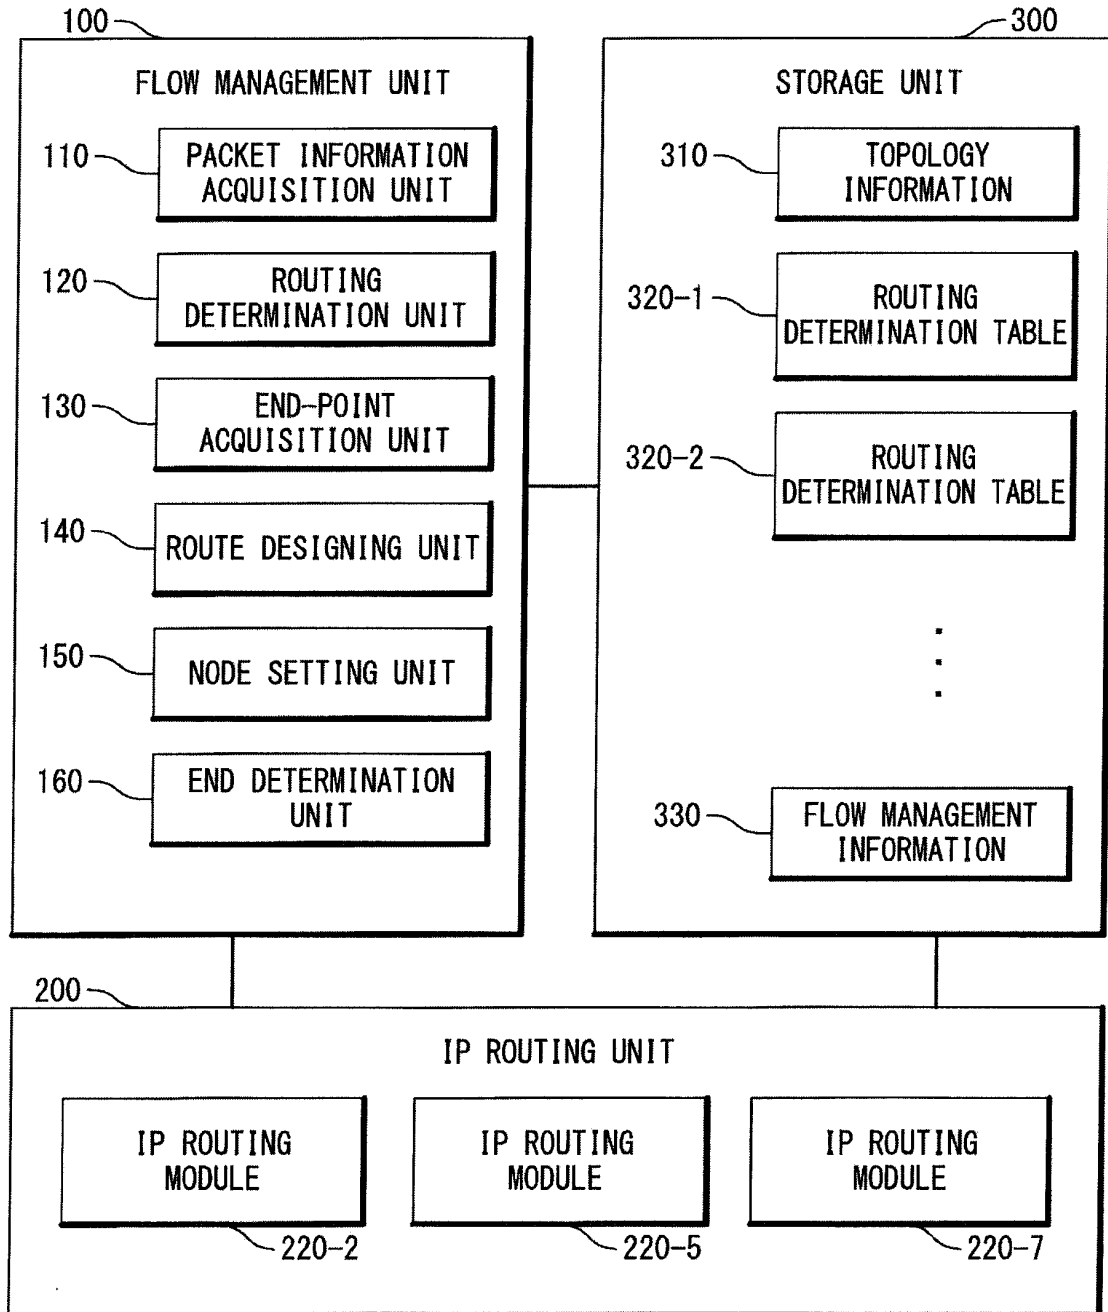 100
FLOW MANAGEMENT UNIT
110
PACKET INFORMATION
ACQUISITION UNIT
120
ROUTING
DETERMINATION UNIT
130
END-POINT
ACQUISITION UNIT
140
ROUTE DESIGNING UNIT
150
NODE SETTING UNIT
160
END DETERMINATION
UNIT
300
STORAGE UNIT
310
TOPOLOGY
INFORMATION
320-1
ROUTING
DETERMINATION TABLE
320-2
ROUTING
DETERMINATION TABLE
330
FLOW MANAGEMENT
INFORMATION
200
IP ROUTING UNIT
IP ROUTING
MODULE
220-2
IP ROUTING
MODULE
220-5
IP ROUTING
MODULE
220-7